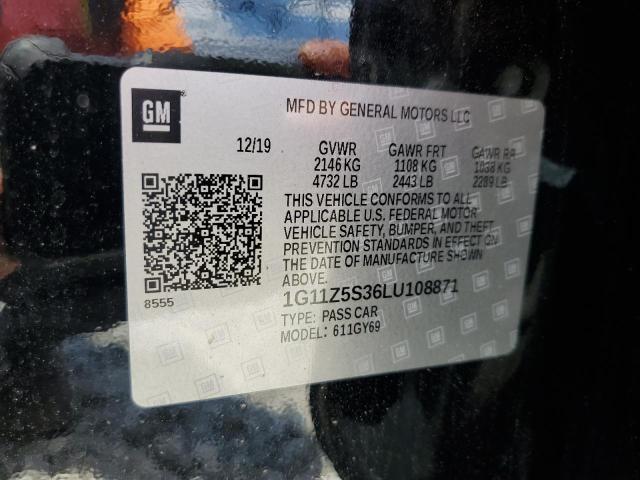 GM
MFD BY GENERAL MOTORS LLC
12/19 GVWR GAWR FRT GAWR RR
2146 KG 1108 KG 1038 KG
4732 LB 2443 LB 2289 LB
THIS VEHICLE CONFORMS TO ALL
APPLICABLE U.S. FEDERAL MOTOR
VEHICLE SAFETY, BUMPER, AND THEFT
PREVENTION STANDARDS IN EFFECT ON
THE DATE OF MANUFACTURE SHOWN
ABOVE.
8555
1G11Z5S36LU108871
TYPE: PASS CAR
MODEL: 611GY69